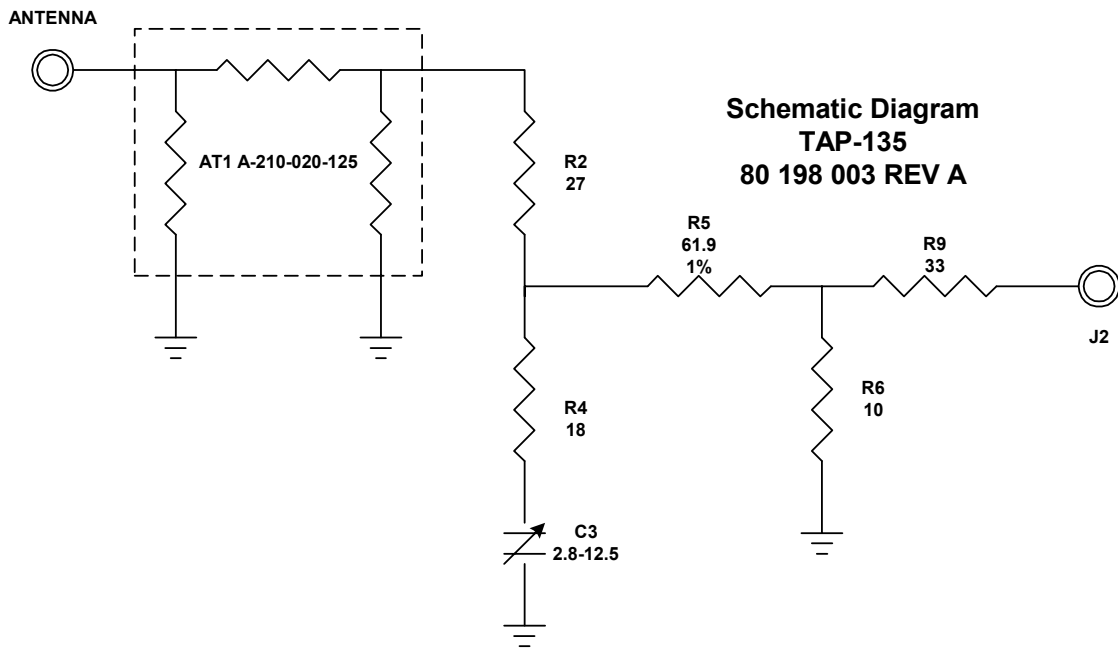 ANTENNA
AT1 A-210-020-125
R2
27
Schematic Diagram
TAP-135
80 198 003 REV A
R5
61.9
1%
R9
33
J2
R4
18
R6
10
C3
2.8-12.5